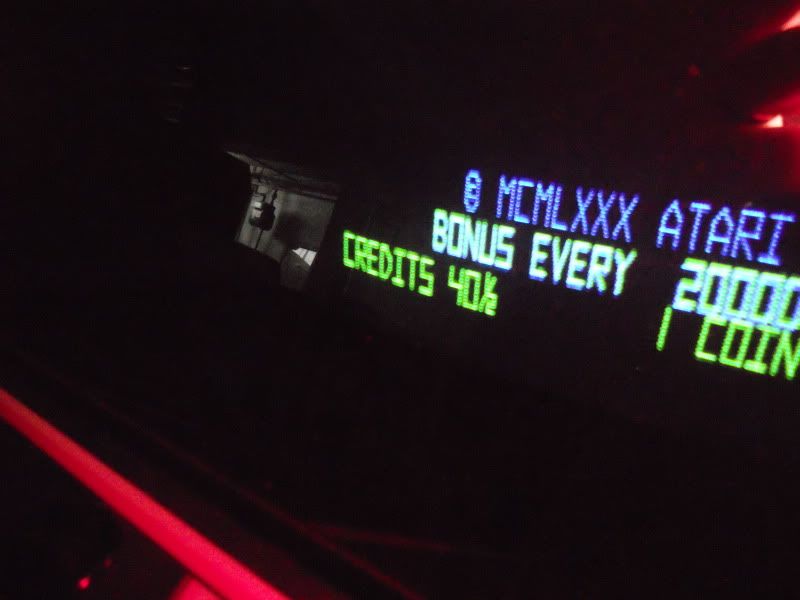 © MCMLXXX ATARI
BONUS EVERY 20000
CREDITS 40½ 1 COIN